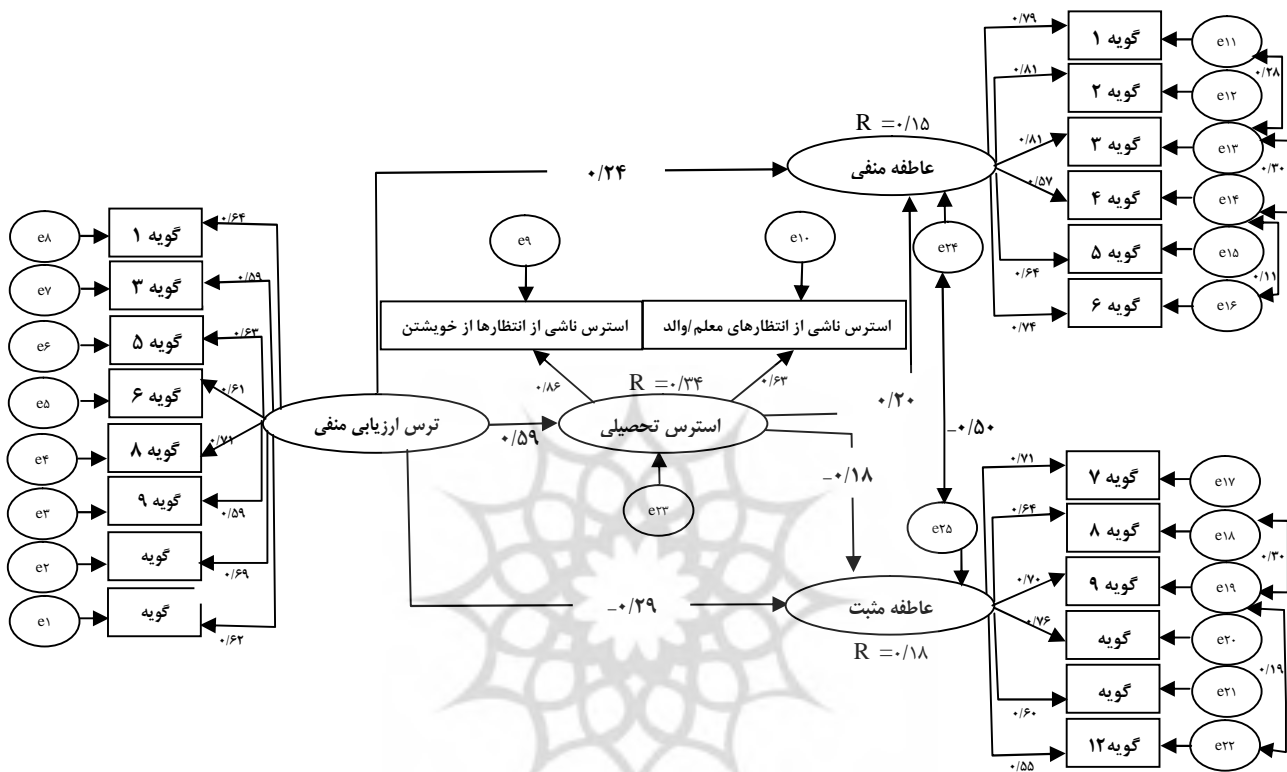 e۸
گویه ۱
۰/۶۴
e۷
گویه ۳
۰/۵۹
e۶
گویه ۵
۰/۶۳
e۵
گویه ۶
۰/۶۱
e۴
گویه ۸
۰/۷۱
e۳
گویه ۹
۰/۵۹
e۲
گویه
۰/۶۹
e۱
گویه
۰/۶۲
ترس ارزیابی منفی
۰/۲۴
۰/۵۹
-۰/۲۹
e۹
e۱۰
استرس ناشی از انتظارها از خویشتن
استرس ناشی از انتظارهای معلم/والد
۰/۸۶
R =۰/۳۴
۰/۶۳
استرس تحصیلی
e۲۳
۰/۲۰
-۰/۱۸
R =۰/۱۵
عاطفه منفی
e۲۴
-۰/۵۰
e۲۵
عاطفه مثبت
R =۰/۱۸
۰/۷۹
گویه ۱
e۱۱
۰/۲۸
۰/۸۱
گویه ۲
e۱۲
۰/۸۱
گویه ۳
e۱۳
۰/۳۰
۰/۵۷
گویه ۴
e۱۴
۰/۶۴
گویه ۵
e۱۵
۰/۱۱
۰/۷۴
گویه ۶
e۱۶
۰/۷۱
گویه ۷
e۱۷
۰/۶۴
گویه ۸
e۱۸
۰/۳۰
۰/۷۰
گویه ۹
e۱۹
۰/۷۶
گویه
e۲۰
۰/۱۹
۰/۶۰
گویه
e۲۱
۰/۵۵
گویه۱۲
e۲۲